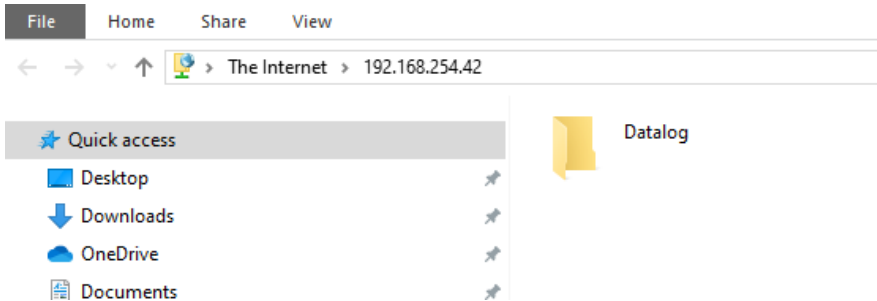 File Home Share View
The Internet > 192.168.254.42
Quick access
Desktop
Downloads
OneDrive
Documents
Datalog